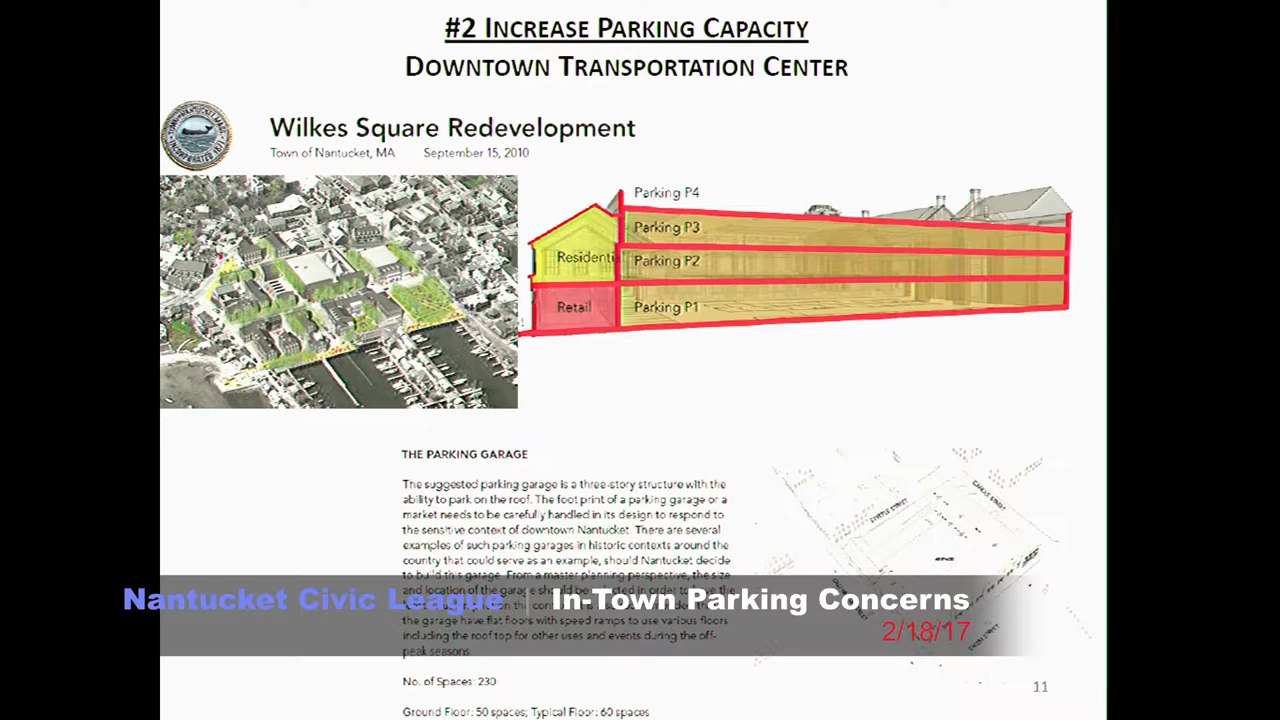 #2 INCREASE PARKING CAPACITY
DOWNTOWN TRANSPORTATION CENTER
Wilkes Square Redevelopment
Town of Nantucket, MA September 15, 2010
Parking P4
Parking P3
Residenti
Parking P2
Retail
Parking P1
THE PARKING GARAGE
The suggested parking garage is a three-story structure with the
ability to park on the roof. The foot print of a parking garage or a
market needs to be carefully handled in its design to respond to
the sensitive context of downtown Nantucket. There are several
examples of such parking garages in historic contexts around the
country that could serve as an example, should Nantucket decide
to build this garage. From a master planning perspective, the size
and location of the garage should be
the
the garage have flat floors with speed ramps to use various floors
including the roof top for other uses and events during the off-
peak seasons.
No. of Spaces: 230
Ground Floor: 50 spaces; Typical Floor: 60 spaces
CANDLE STREET
Nantucket Civic League | In-Town Parking Concerns
2/18/17
11